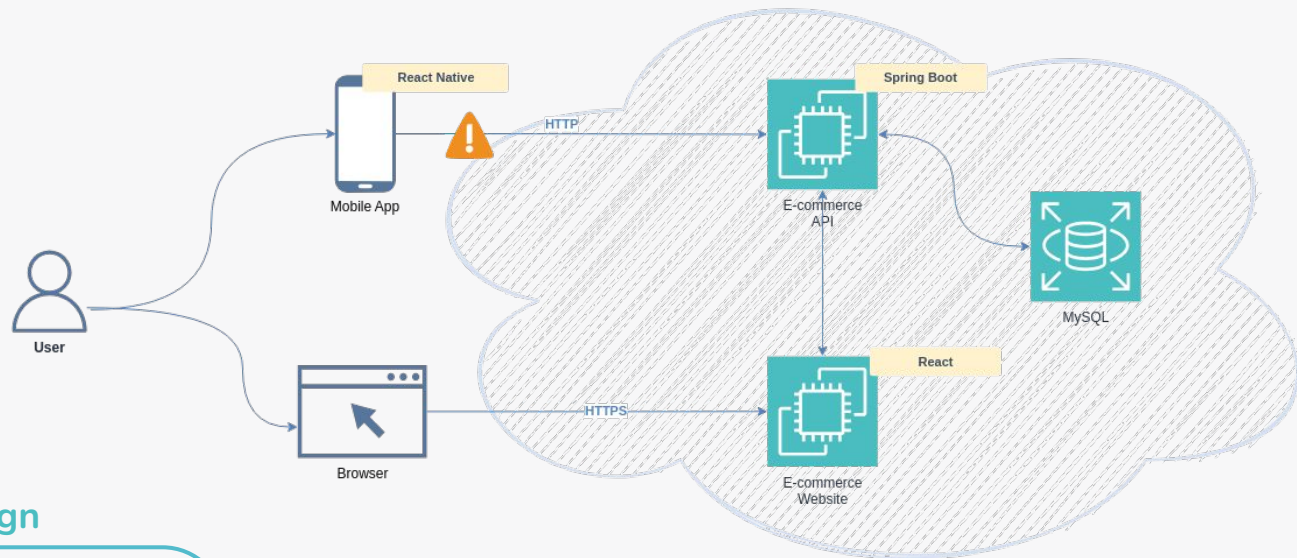 React Native
Spring Boot
HTTP
Mobile App
E-commerce
API
User
MySQL
React
HTTPS
Browser
E-commerce
Website
gn